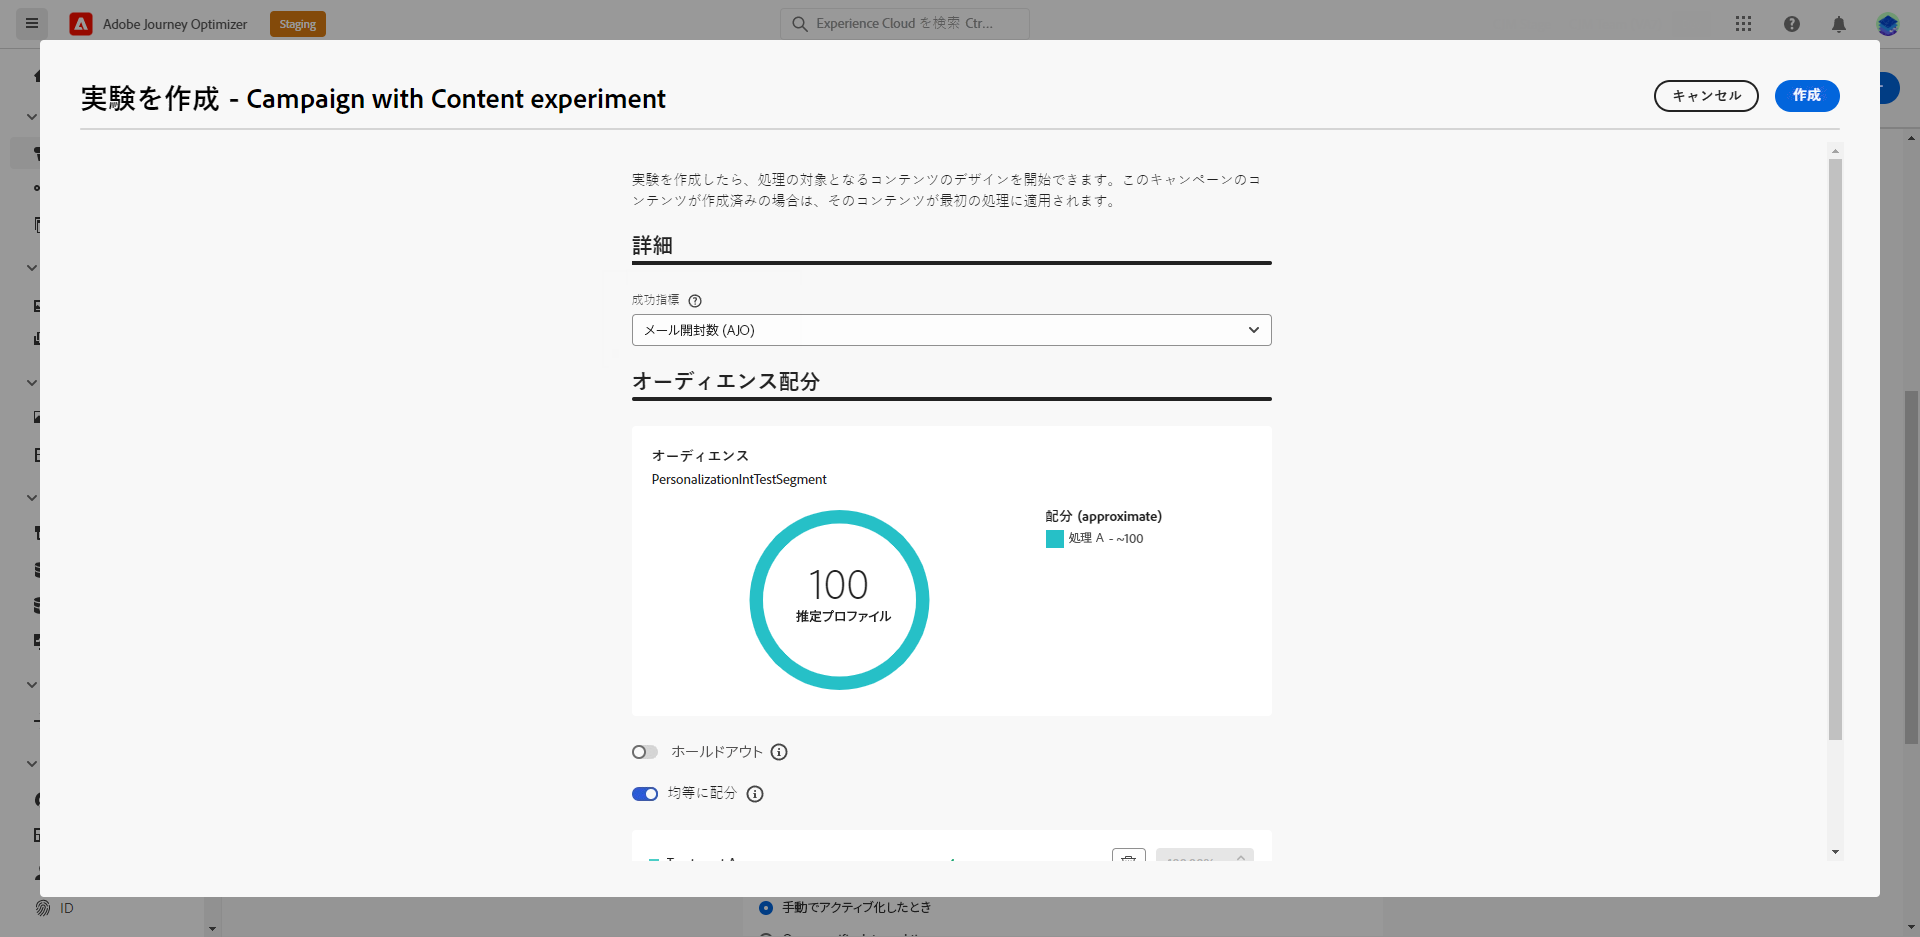 Adobe Journey Optimizer
Staging
Experience Cloud を検索 Ctr...
実験を作成 - Campaign with Content experiment
キャンセル
作成
実験を作成したら、処理の対象となるコンテンツのデザインを開始できます。このキャンペーンのコ
ンテンツが作成済みの場合は、そのコンテンツが最初の処理に適用されます。
詳細
成功指標
メール開封数 (AJO)
オーディエンス配分
オーディエンス
PersonalizationIntTestSegment
配分 (approximate)
処理 A - ~100
100
推定プロファイル
ホールドアウト
均等に配分
ID
手動でアクティブ化したとき